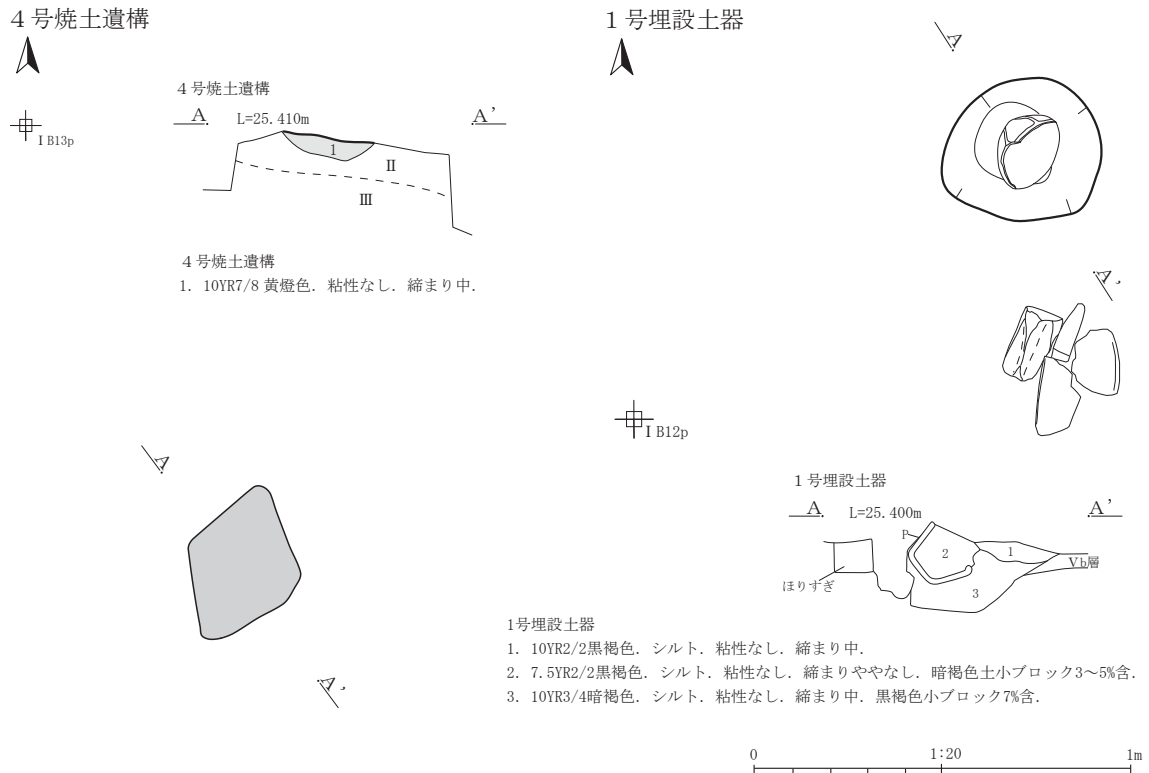 4号焼土遺構
4号焼土遺構
A
L=25.410m
A’
ⅠB13p
1
Ⅱ
Ⅲ
4号焼土遺構
1. 10YR7/8 黄燈色. 粘性なし. 締まり中.
A
A’
1号埋設土器
A
A’
ⅠB12p
1号埋設土器
A
L=25.400m
A’
P
2
1
Ⅴb層
3
ほりすぎ
1号埋設土器
1. 10YR2/2黒褐色. シルト. 粘性なし. 締まり中.
2. 7.5YR2/2黒褐色. シルト. 粘性なし. 締まりややなし. 暗褐色土小ブロック3〜5%含.
3. 10YR3/4暗褐色. シルト. 粘性なし. 締まり中. 黒褐色小ブロック7%含.
0 1:20 1m